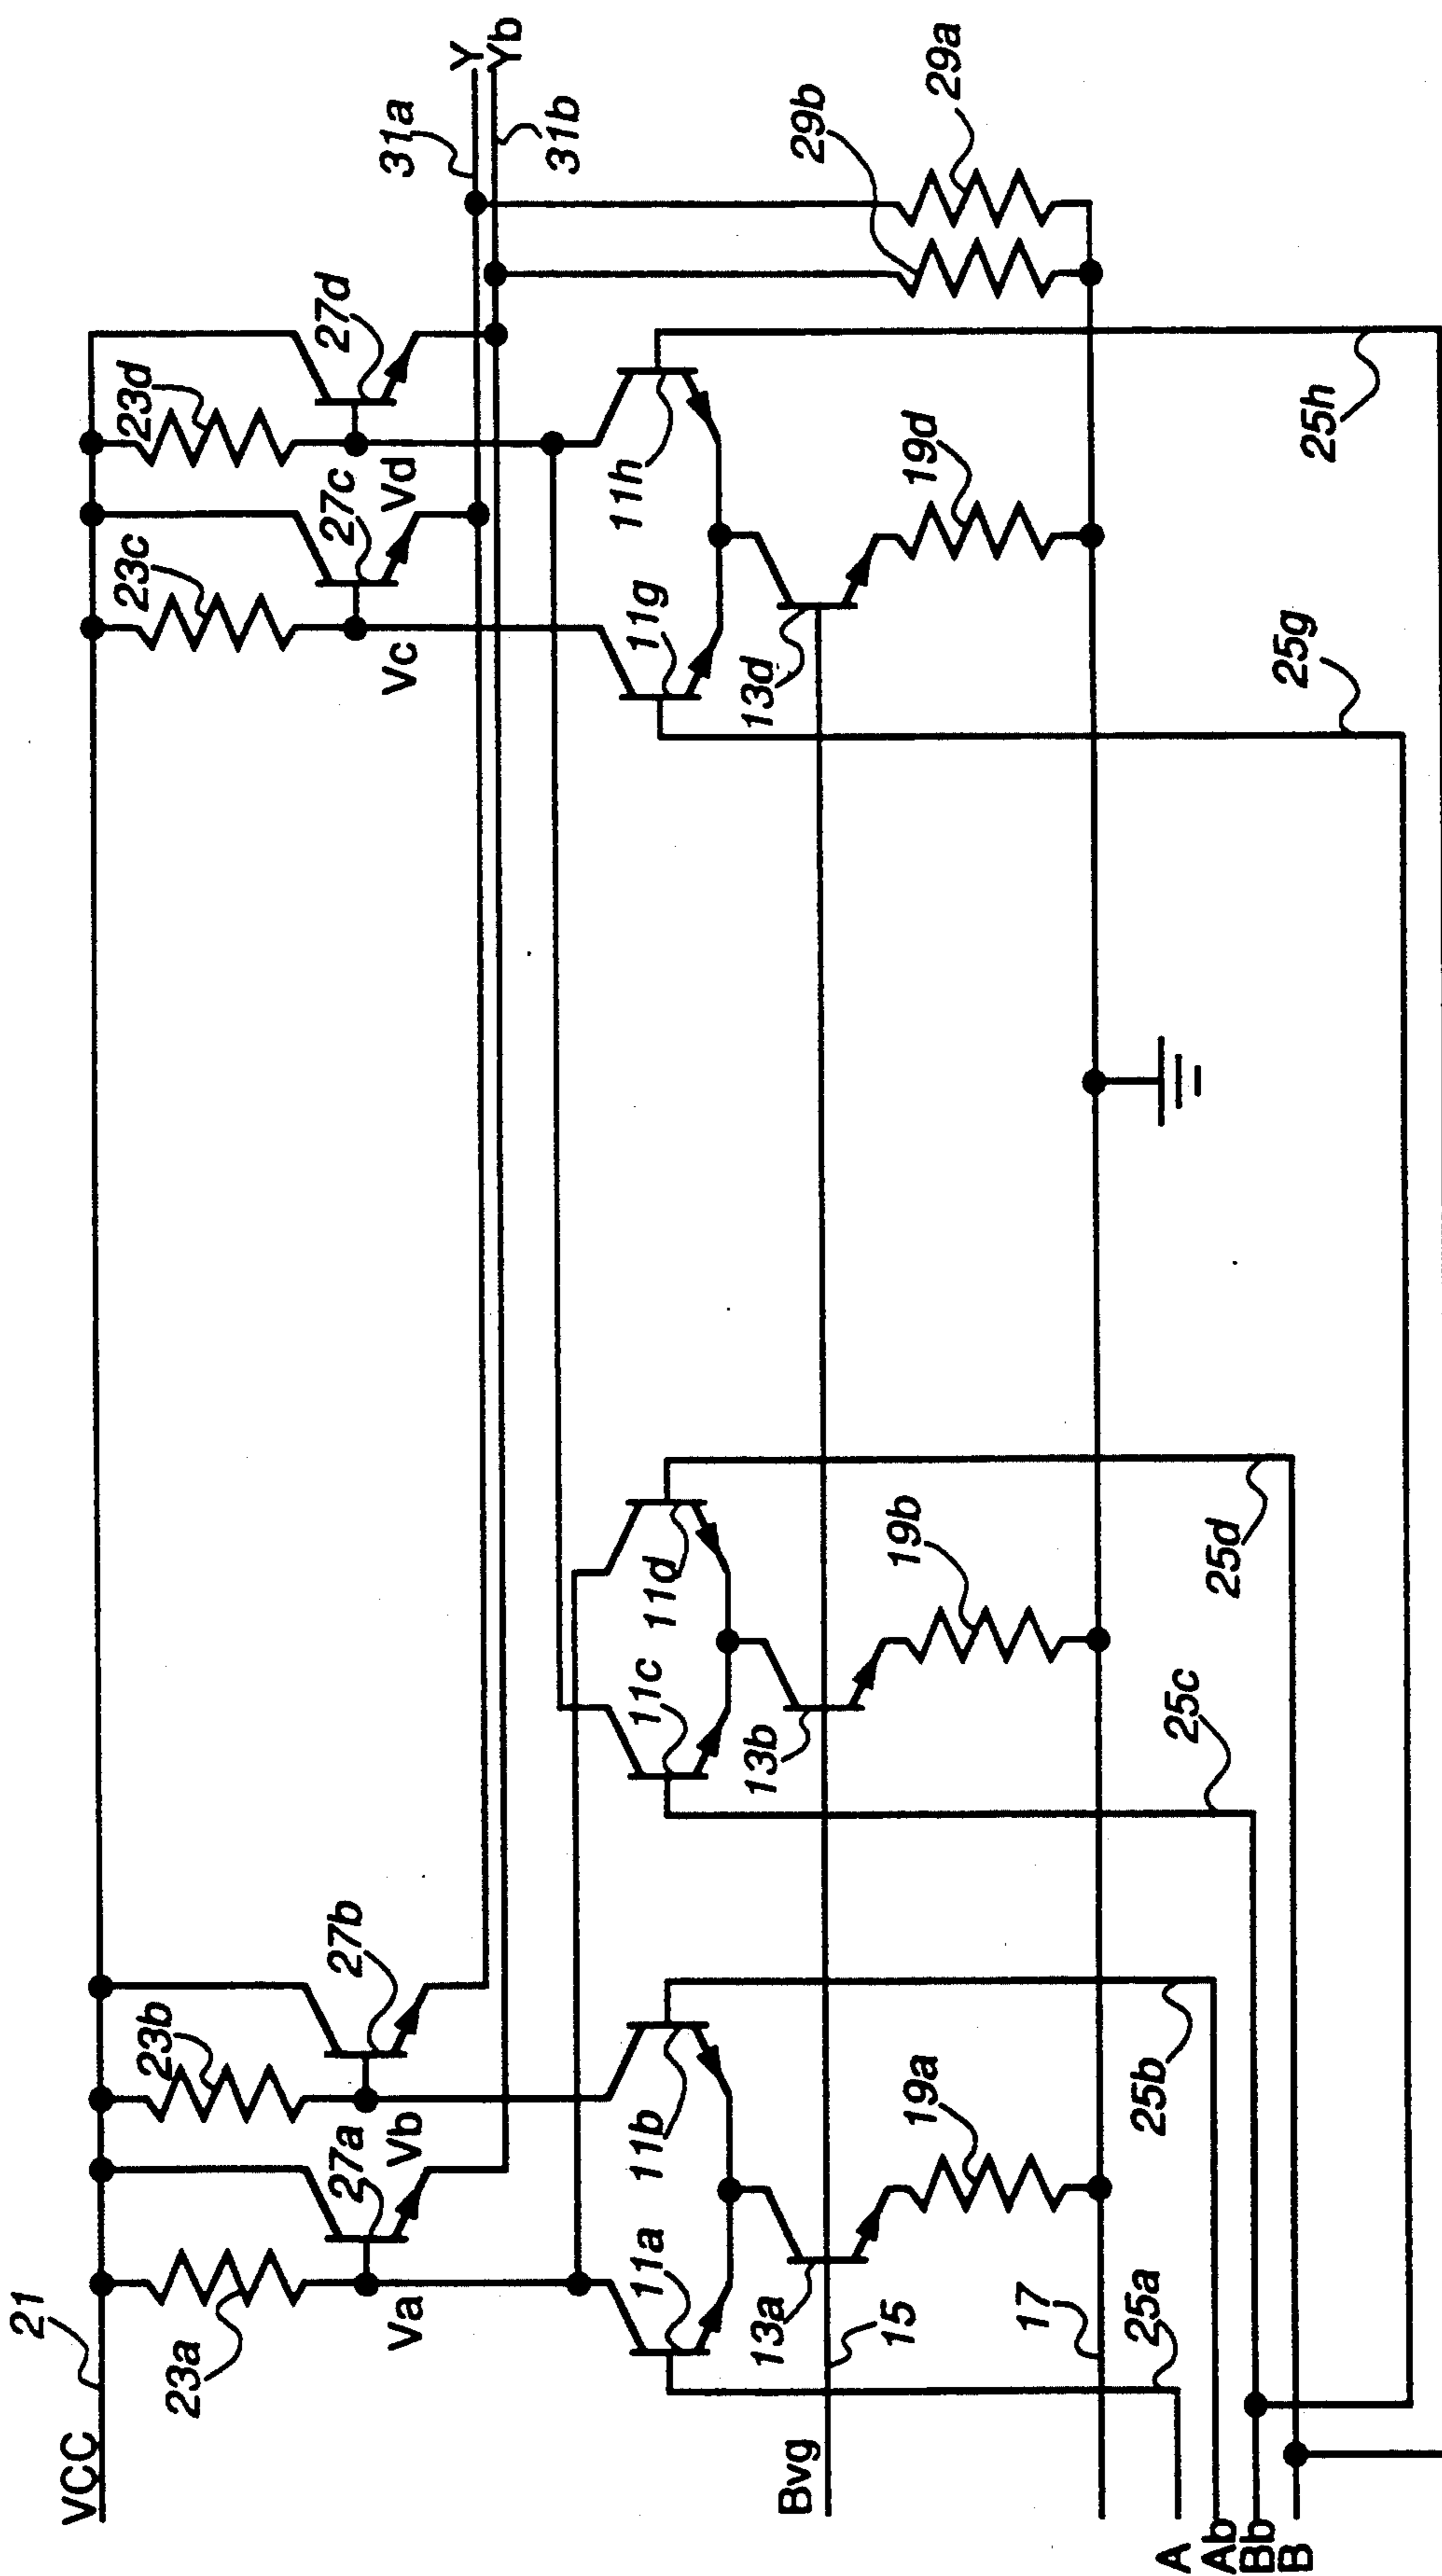 VCC
21
23a
27a
23b
27b
23c
27c
23d
27d
Va
Vb
Vc
Vd
31a
Y
Yb
31b
11a
11b
11c
11d
11g
11h
Bvg
15
13a
13b
13d
19a
19b
19d
29b
29a
17
25a
25b
25c
25d
25g
25h
A
Ab
Bb
B